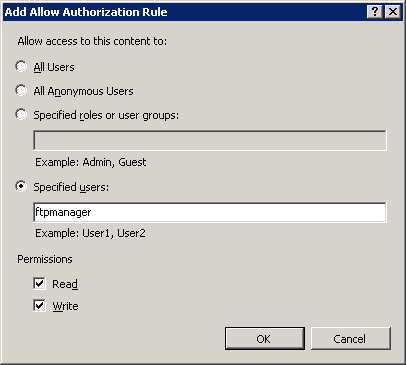 Add Allow Authorization Rule
Allow access to this content to:
All Users
All Anonymous Users
Specified roles or user groups:
Example: Admin, Guest
Specified users:
ftpmanager
Example: User1, User2
Permissions
Read
Write
OK Cancel